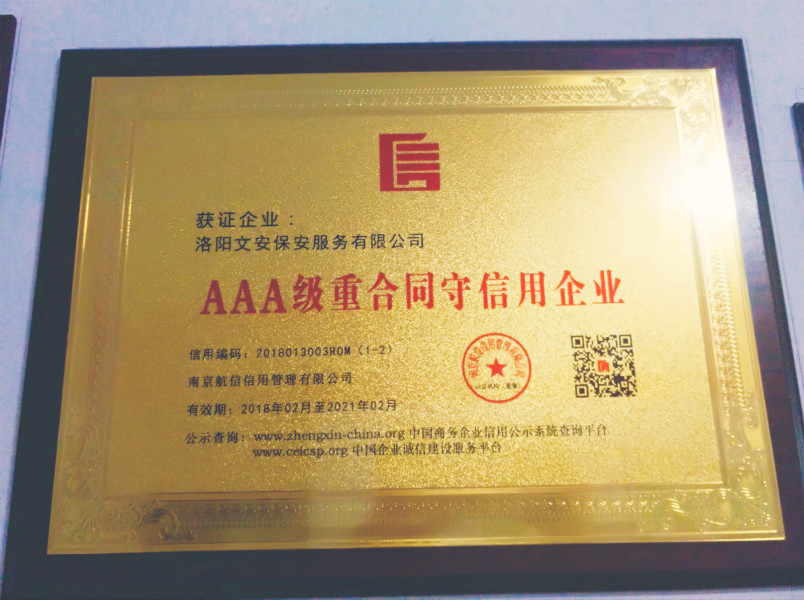 获证企业：
洛阳文安保安服务有限公司
AAA级重合同守信用企业
信用编码：2018013003R0M（1-2）
南京航信信用管理有限公司
有效期：2018年02月至2021年02月
公示查询：www.zhengxin-china.org 中国商务企业信用公示系统查询平台
www.ceicsp.org 中国企业诚信建设服务平台